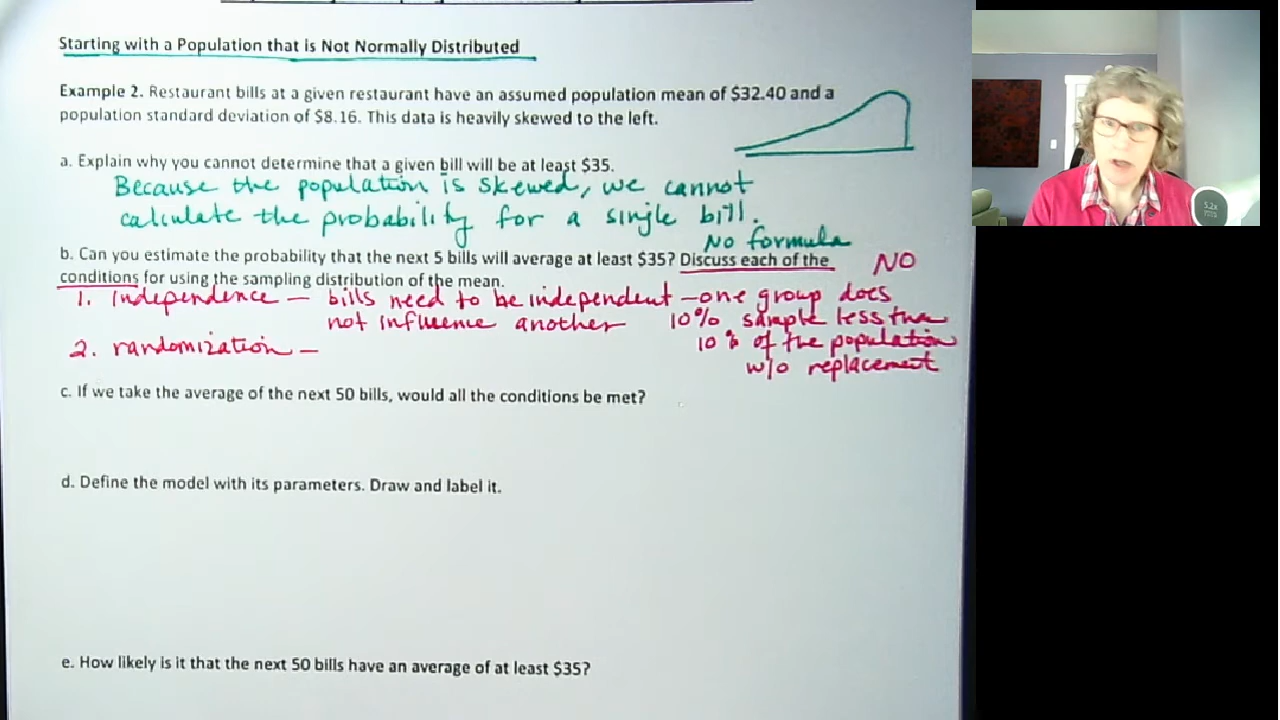 Starting with a Population that is Not Normally Distributed
Example 2. Restaurant bills at a given restaurant have an assumed population mean of $32.40 and a
population standard deviation of $8.16. This data is heavily skewed to the left.
a. Explain why you cannot determine that a given bill will be at least $35.
Because the population is skewed, we cannot
calculate the probability for a single bill.
No formula
b. Can you estimate the probability that the next 5 bills will average at least $35? Discuss each of the NO
conditions for using the sampling distribution of the mean.
1. independence – bills need to be independent – one group does
not influence another 10% sample less than
2. randomization – 10% of the population
w/o replacement
c. If we take the average of the next 50 bills, would all the conditions be met?
d. Define the model with its parameters. Draw and label it.
e. How likely is it that the next 50 bills have an average of at least $35?